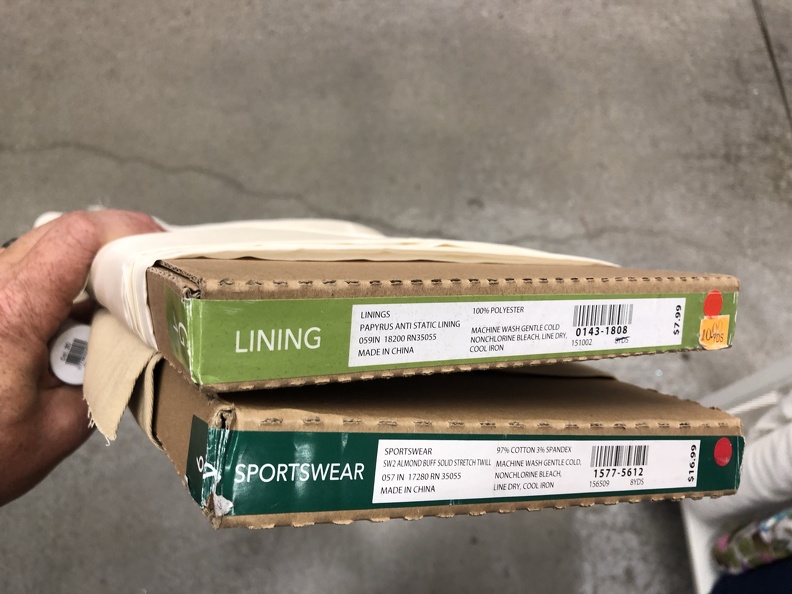 LINING
LININGS
100% POLYESTER
PAPYRUS ANTI STATIC LINING
059IN 18200 RN35055
MADE IN CHINA
MACHINE WASH GENTLE COLD
NONCHLORINE BLEACH, LINE DRY,
COOL IRON
0143-1808
151002 8YDS
$7.99
YDS
SPORTSWEAR
SPORTSWEAR
97% COTTON 3% SPANDEX
SW2 ALMOND BUFF SOLID STRETCH TWILL
057 IN 17280 RN 35055
MADE IN CHINA
MACHINE WASH GENTLE COLD,
NONCHLORINE BLEACH,
LINE DRY, COOL IRON
1577-5612
156509 8YDS
$16.99